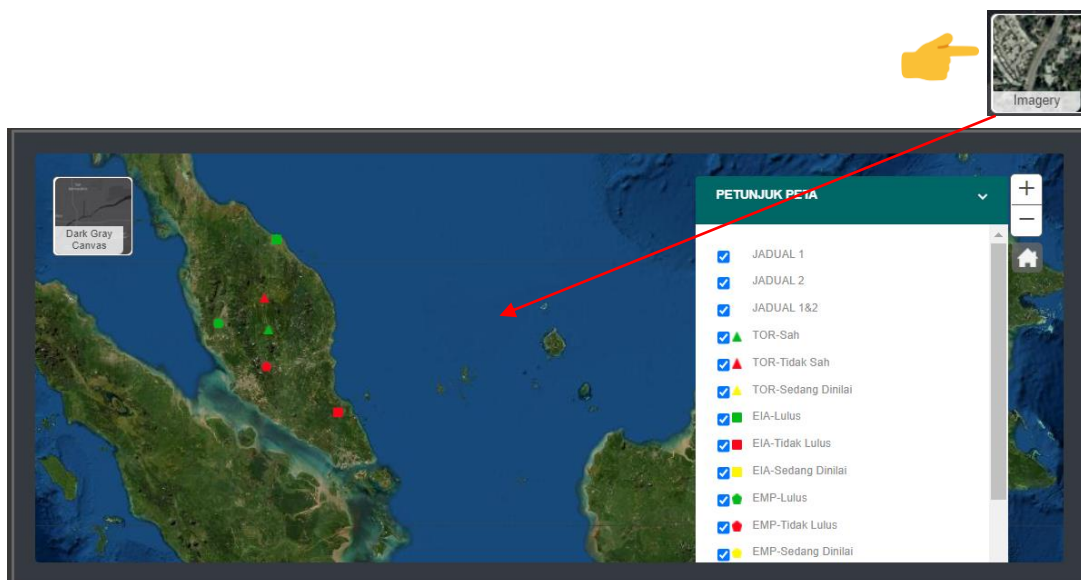 Imagery
Dark Gray
Canvas
PETUNJUK PETA
JADUAL 1
JADUAL 2
JADUAL 1&2
TOR-Sah
TOR-Tidak Sah
TOR-Sedang Dinilai
EIA-Lulus
EIA-Tidak Lulus
EIA-Sedang Dinilai
EMP-Lulus
EMP-Tidak Lulus
EMP-Sedang Dinilai